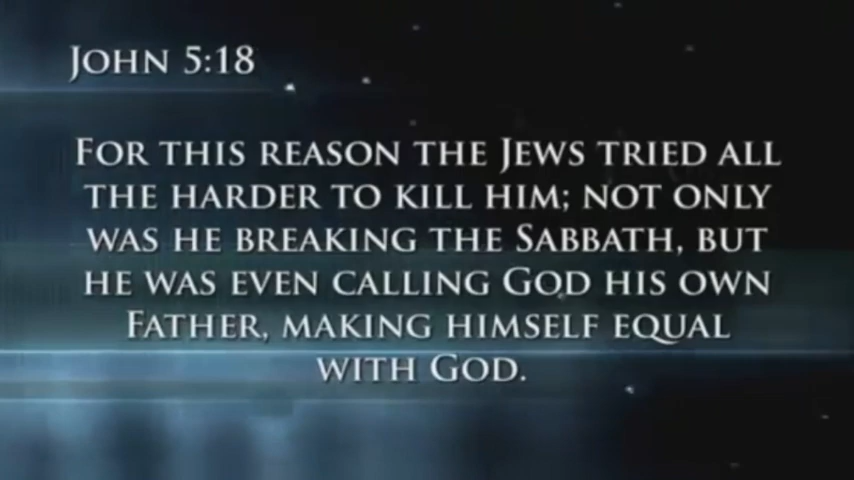 John 5:18
For this reason the Jews tried all
the harder to kill him; not only
was he breaking the Sabbath, but
he was even calling God his own
Father, making himself equal
with God.